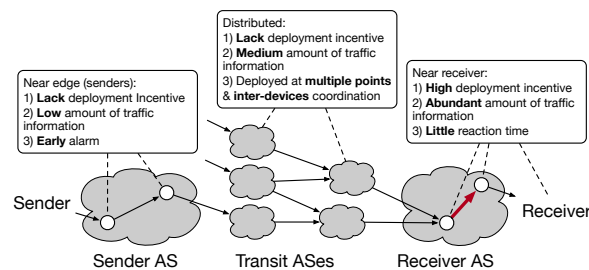 Distributed:
1) Lack deployment incentive
2) Medium amount of traffic
information
3) Deployed at multiple points
& inter-devices coordination
Near edge (senders):
1) Lack deployment Incentive
2) Low amount of traffic
information
3) Early alarm
Near receiver:
1) High deployment incentive
2) Abundant amount of traffic
information
3) Little reaction time
Sender
Receiver
Sender AS
Transit ASes
Receiver AS